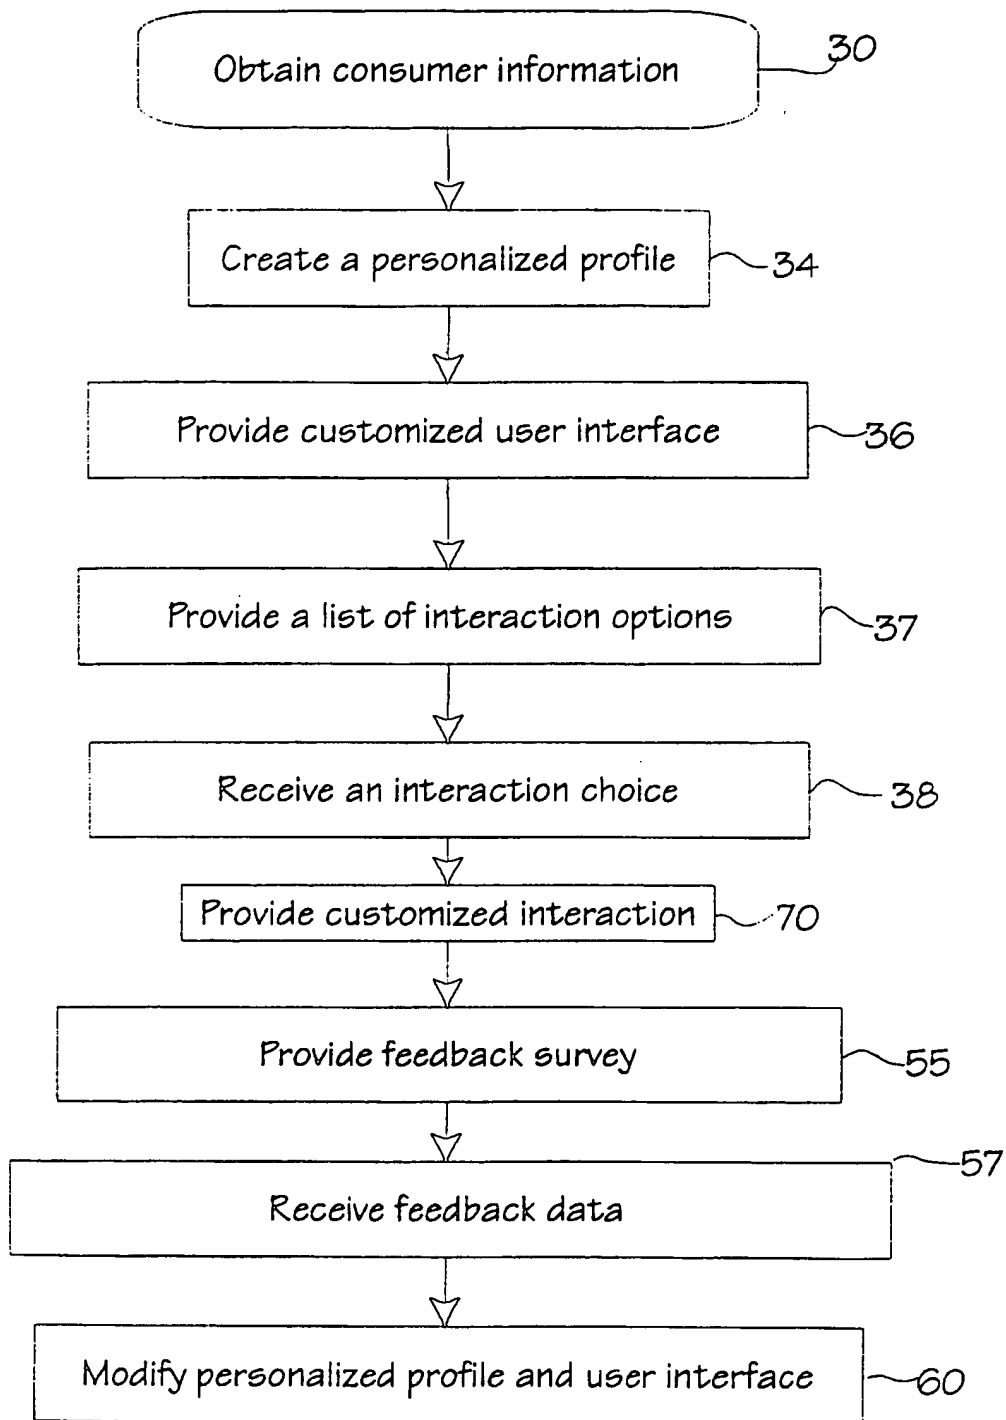 Obtain consumer information
30
Create a personalized profile
34
Provide customized user interface
36
Provide a list of interaction options
37
Receive an interaction choice
38
Provide customized interaction
70
Provide feedback survey
55
57
Receive feedback data
Modify personalized profile and user interface
60